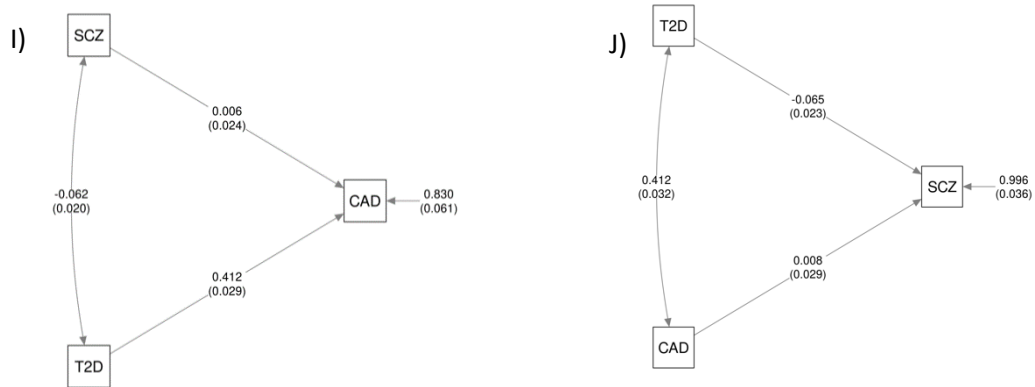 I)
SCZ
0.006
(0.024)
-0.062
(0.020)
CAD
0.830
(0.061)
0.412
(0.029)
T2D
J)
T2D
-0.065
(0.023)
0.412
(0.032)
SCZ
0.996
(0.036)
0.008
(0.029)
CAD